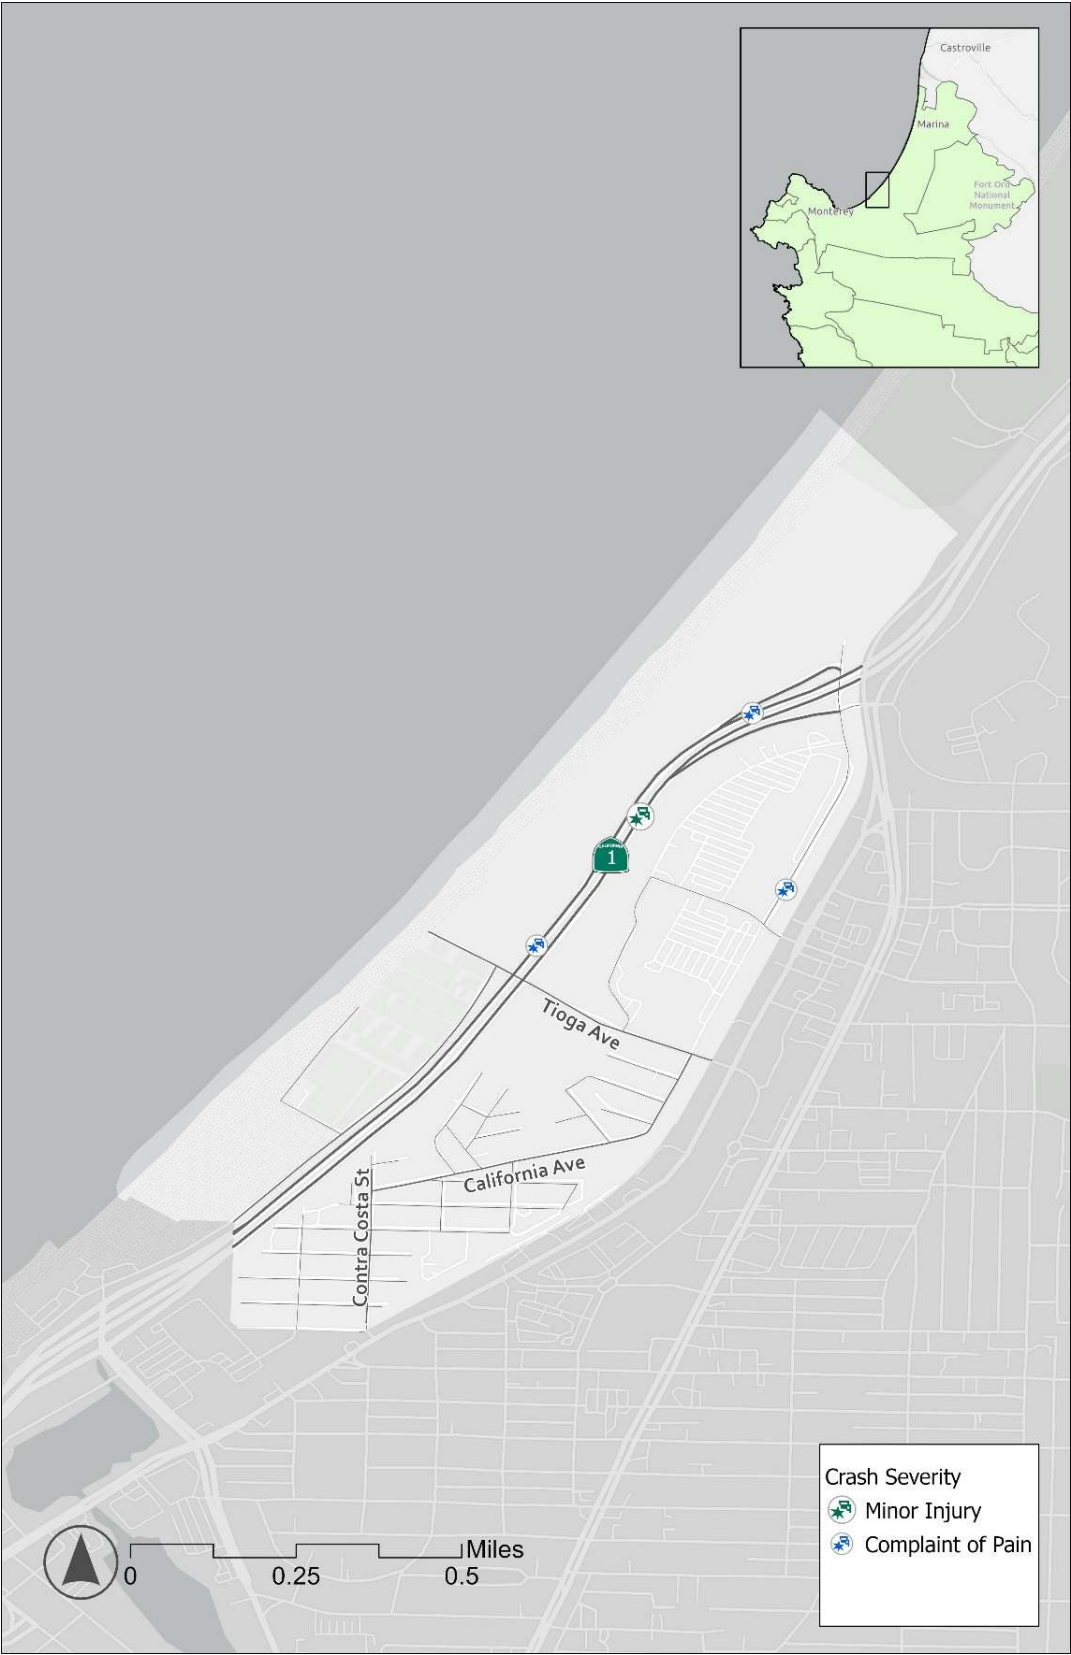 Castroville
Marina
Fort Ord
National
Monument
Monterey
CALIFORNIA
1
Tioga Ave
California Ave
Contra Costa St
Crash Severity
Minor Injury
Complaint of Pain
Miles
0
0.25
0.5